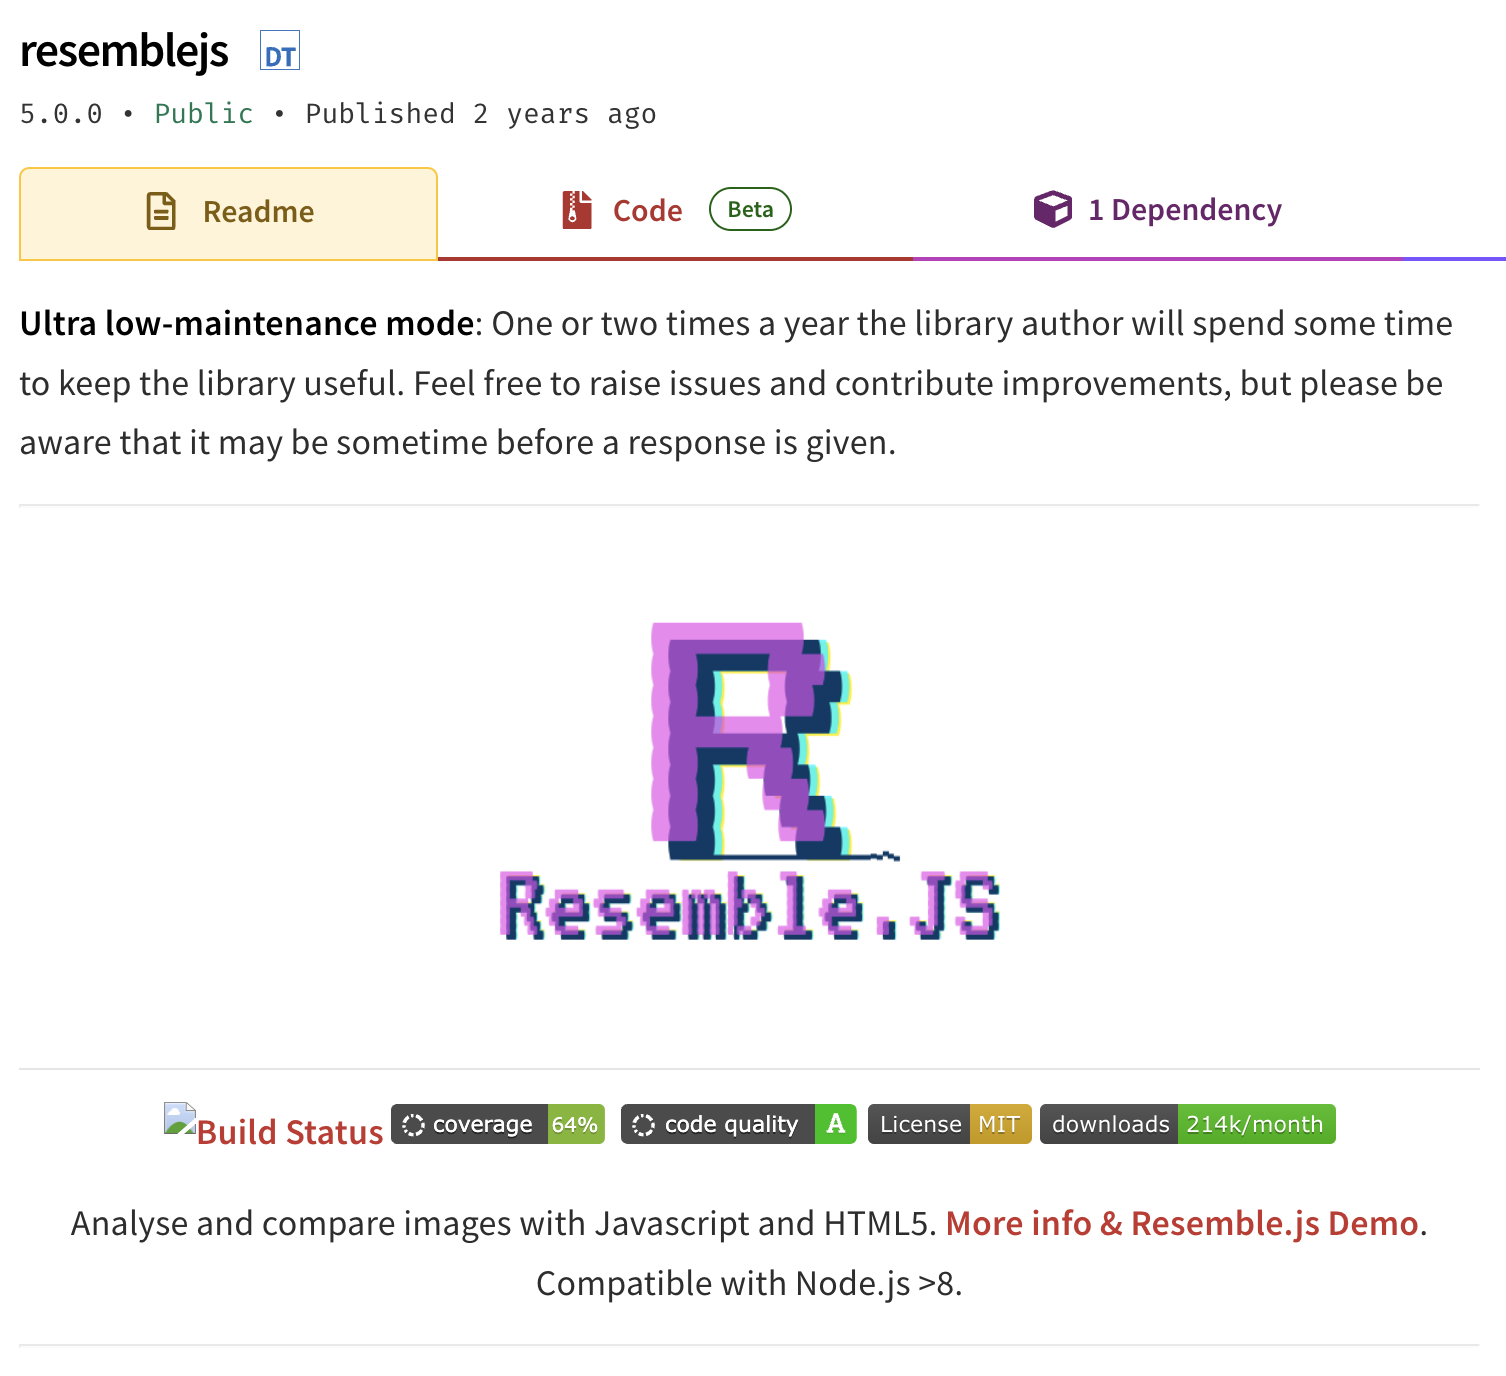 resemblejs DT
5.0.0 • Public • Published 2 years ago
Readme Code Beta 1 Dependency
Ultra low-maintenance mode: One or two times a year the library author will spend some time
to keep the library useful. Feel free to raise issues and contribute improvements, but please be
aware that it may be sometime before a response is given.
R
Resemble.JS
Build Status coverage 64% code quality A License MIT downloads 214k/month
Analyse and compare images with Javascript and HTML5. More info & Resemble.js Demo.
Compatible with Node.js >8.